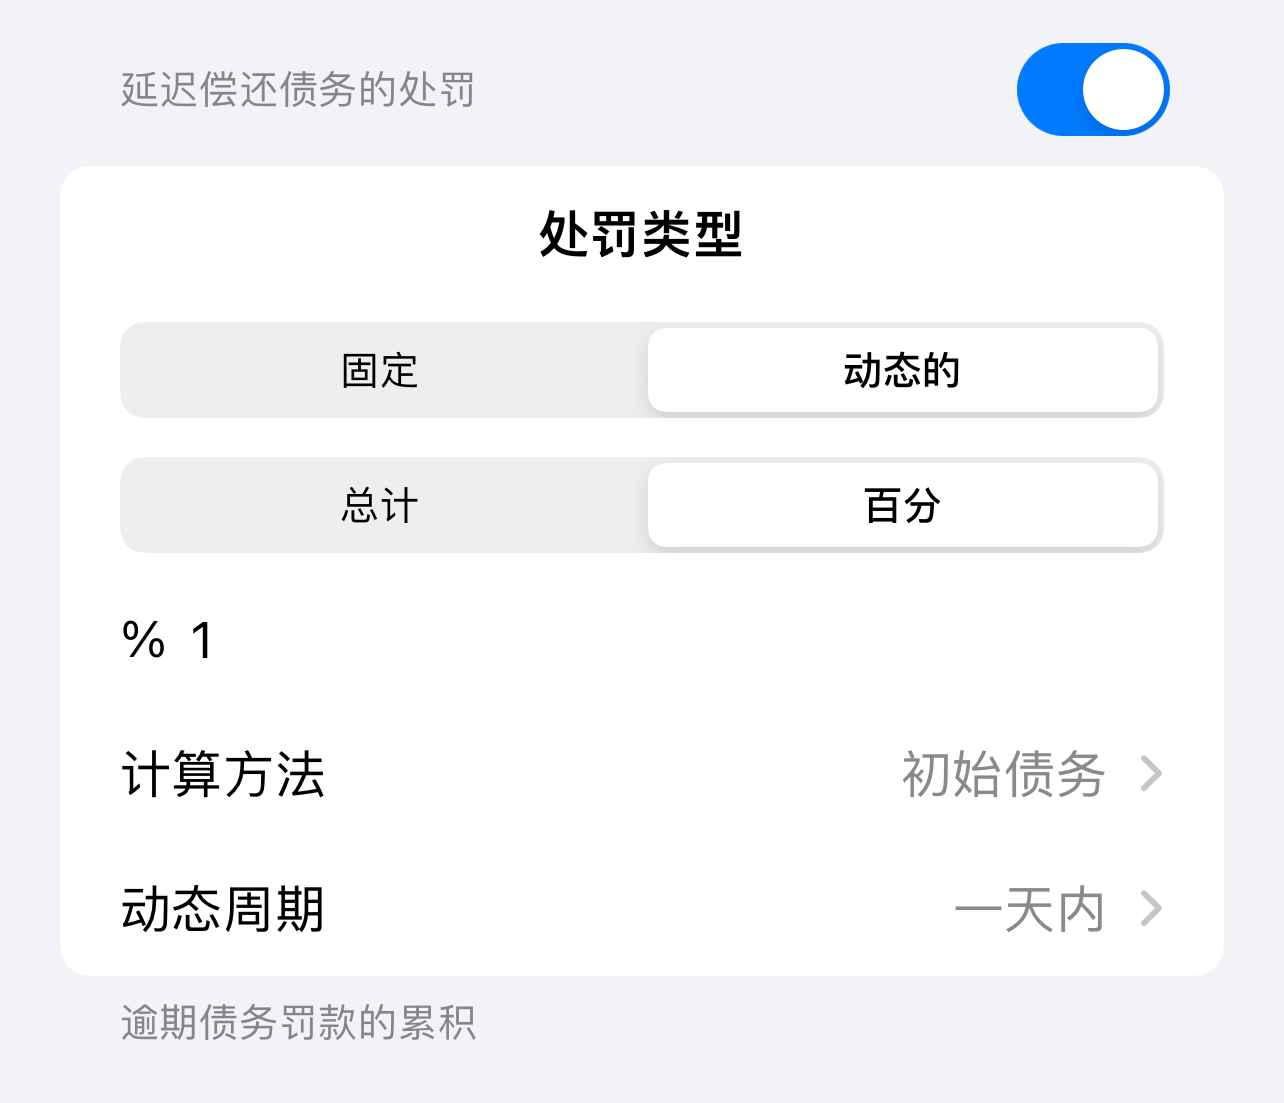 延迟偿还债务的处罚
处罚类型
固定 动态的
总计 百分
% 1
计算方法 初始债务
动态周期 一天内
逾期债务罚款的累积